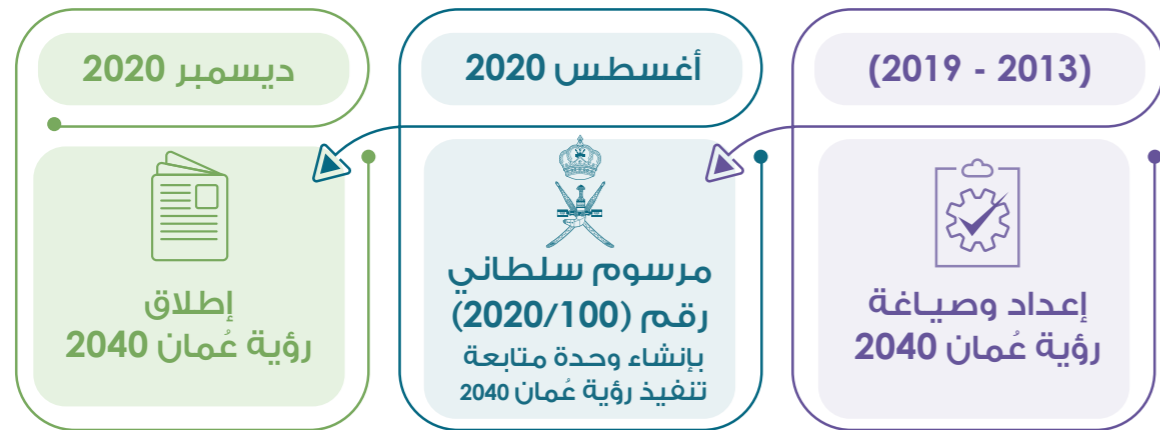 (2013 - 2019)
إعداد وصياغة
رؤية عُمان 2040
أغسطس 2020
مرسوم سلطاني
رقم (2020/100)
بإنشاء وحدة متابعة
تنفيذ رؤية عُمان 2040
ديسمبر 2020
إطلاق
رؤية عُمان 2040